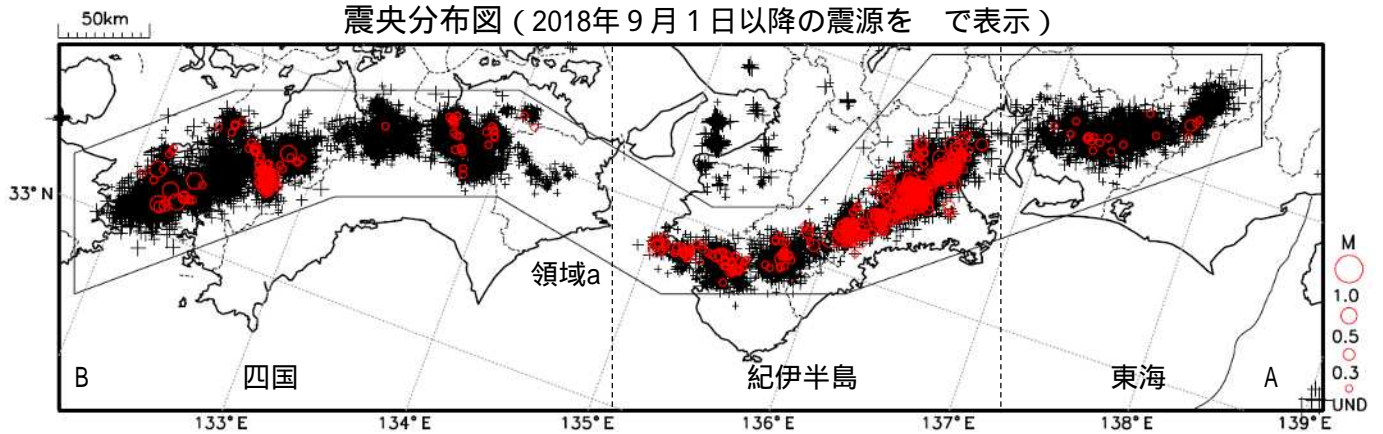 震央分布図（2018年９月１日以降の震源を　で表示）
50km
33°N
領域a
B
四国
紀伊半島
東海
A
M
1.0
0.5
0.3
UND
133°E
134°E
135°E
136°E
137°E
138°E
139°E